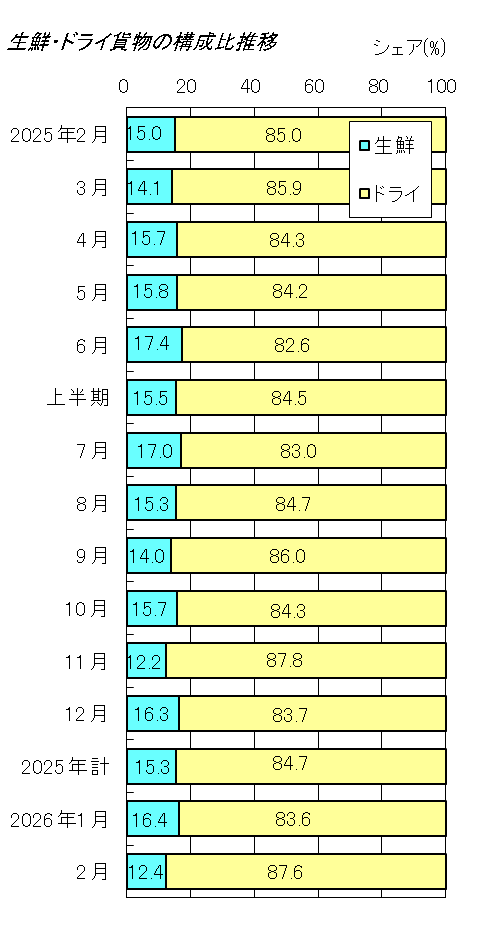 生鮮・ドライ貨物の構成比推移
シェア(%)
0 20 40 60 80 100
生鮮
ドライ
2025年2月 15.0 85.0
3月 14.1 85.9
4月 15.7 84.3
5月 15.8 84.2
6月 17.4 82.6
上半期 15.5 84.5
7月 17.0 83.0
8月 15.3 84.7
9月 14.0 86.0
10月 15.7 84.3
11月 12.2 87.8
12月 16.3 83.7
2025年計 15.3 84.7
2026年1月 16.4 83.6
2月 12.4 87.6